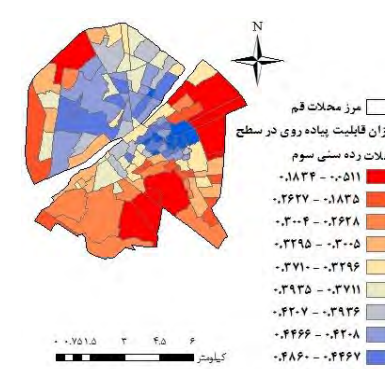 N
مرز محلات قم
زان قابلیت پیاده روی در سطح
لات رده سنی سوم
۰.۱۸۳۴ - ۰.۰۵۱۱
۰.۲۶۲۷ - ۰.۱۸۳۵
۰.۳۰۰۴ - ۰.۲۶۲۸
۰.۳۲۹۵ - ۰.۳۰۰۵
۰.۳۷۱۰ - ۰.۳۲۹۶
۰.۳۹۳۵ - ۰.۳۷۱۱
۰.۴۲۰۷ - ۰.۳۹۳۶
۰.۴۴۶۶ - ۰.۴۲۰۸
۰.۴۸۶۰ - ۰.۴۴۶۷
۰ ۰.۷۵۱.۵ ۳ ۴.۵ ۶
کیلومتر